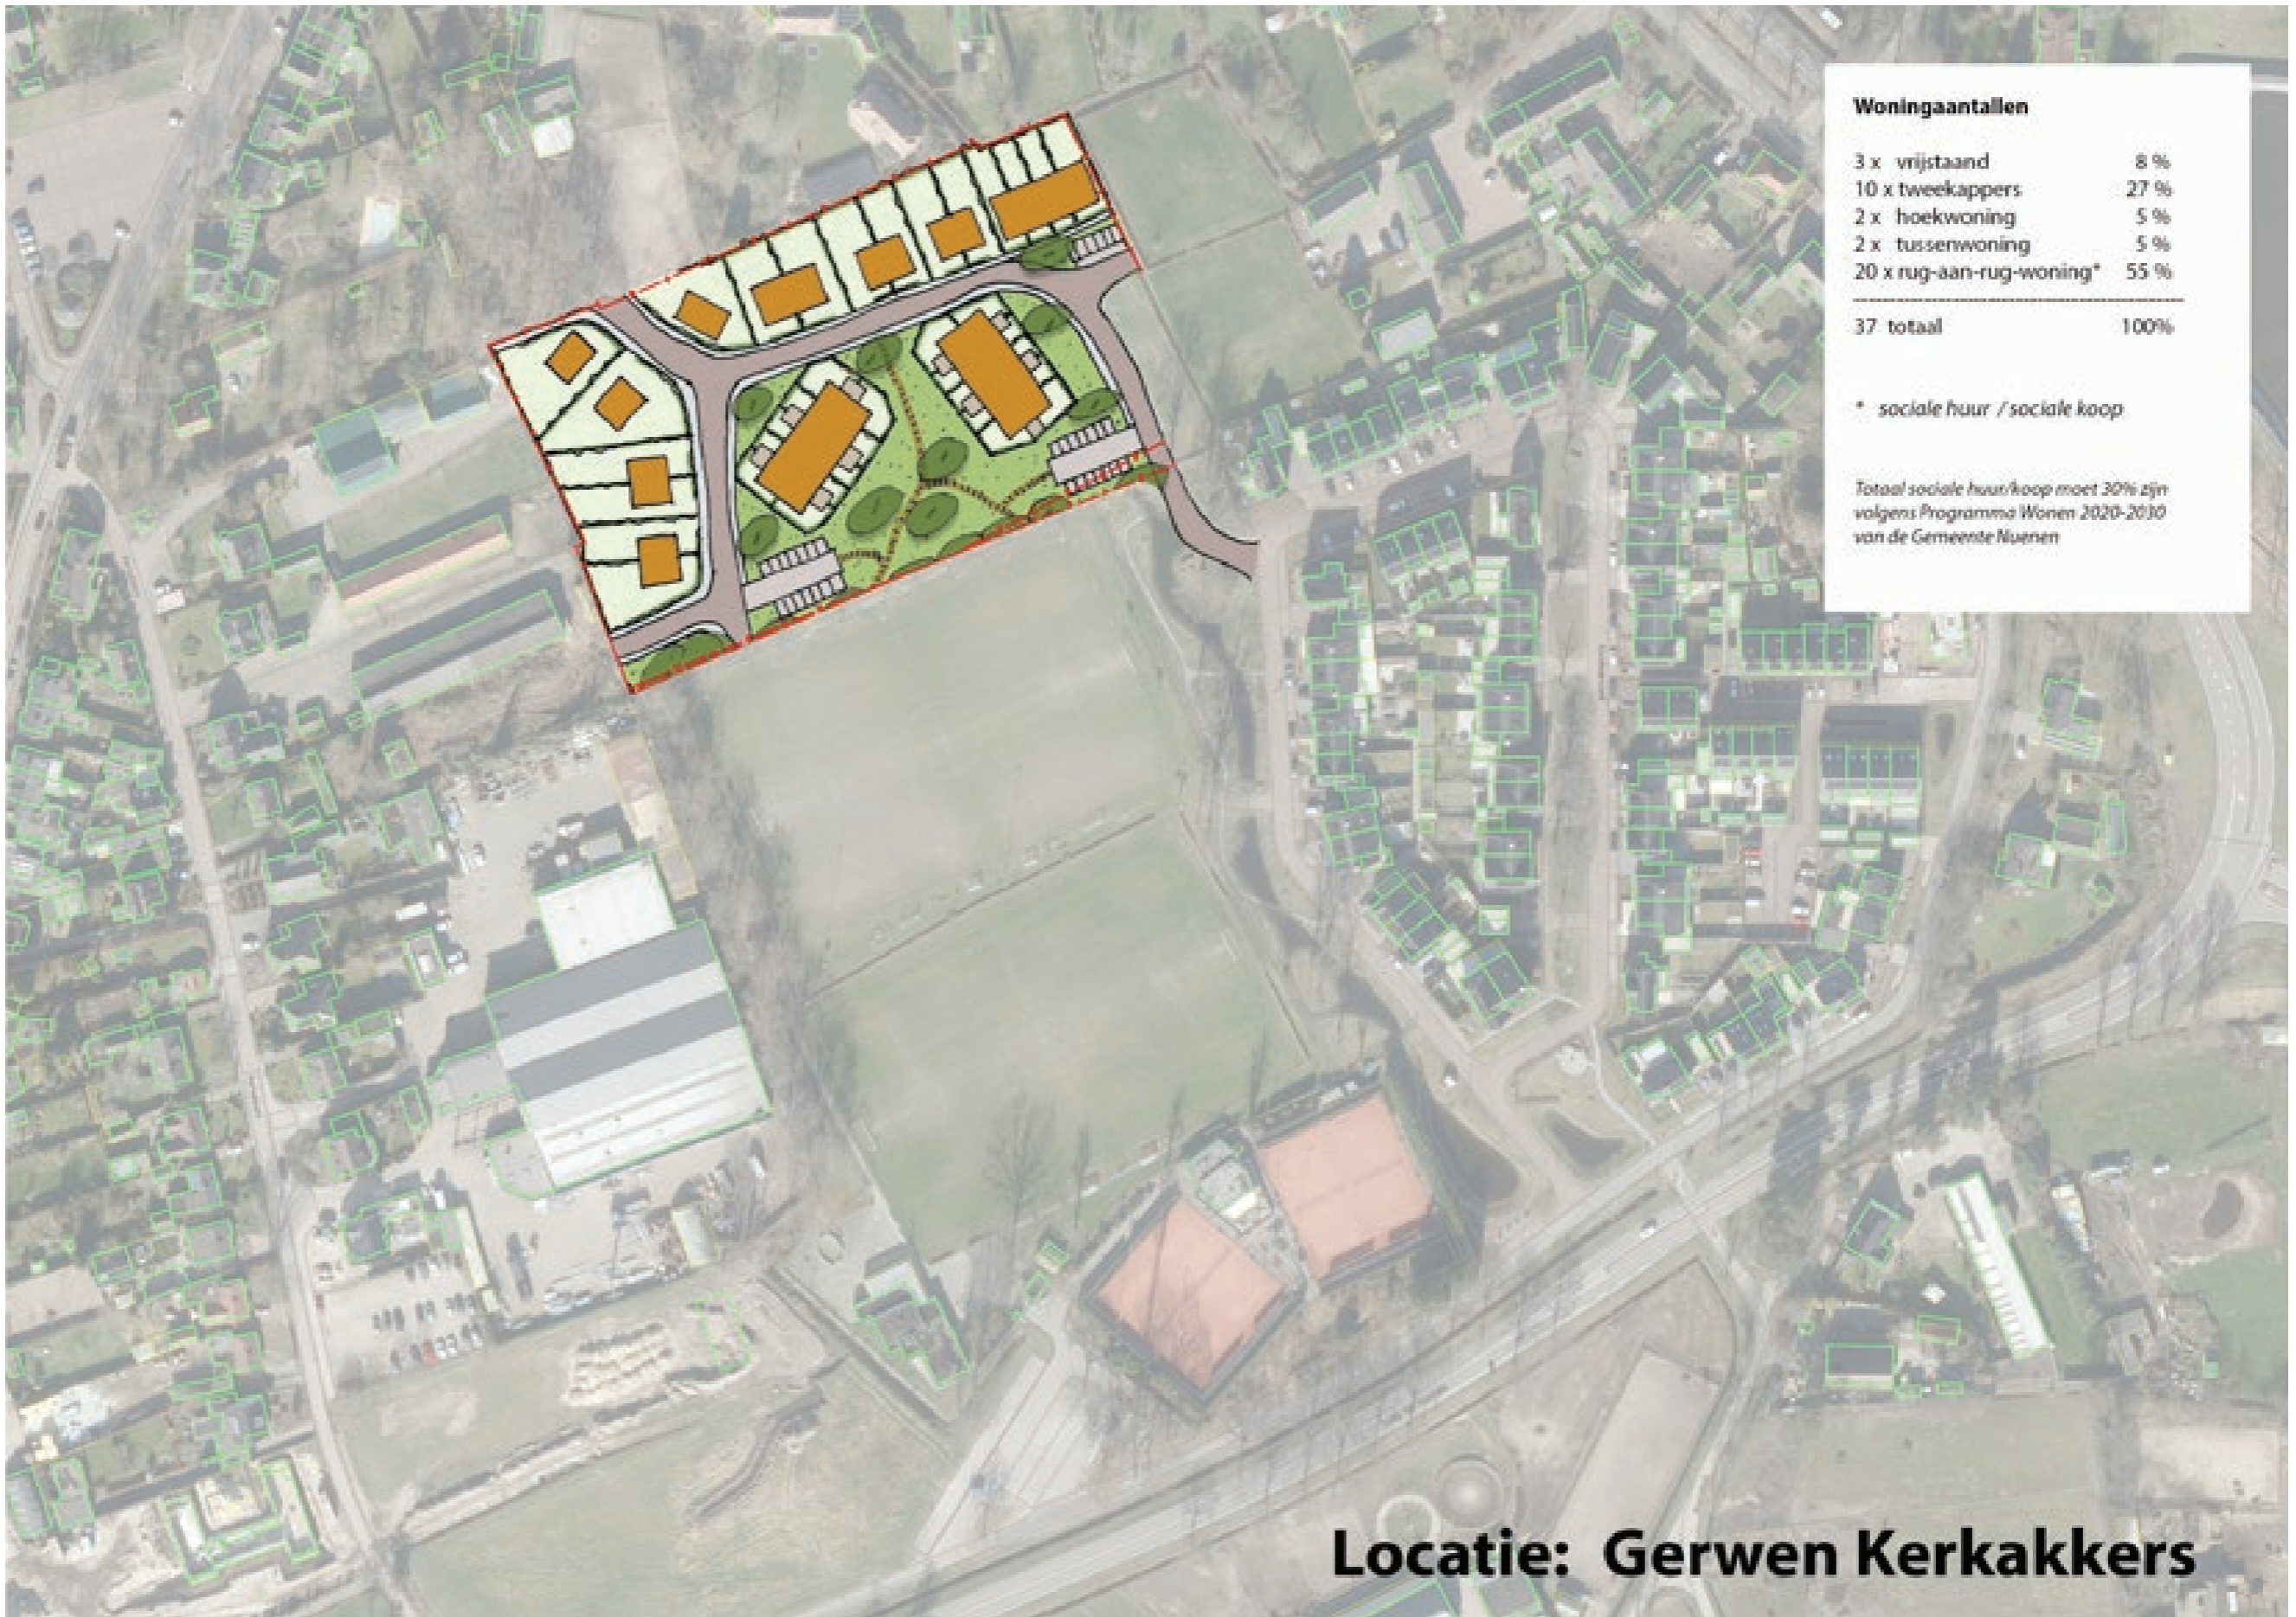 Woningaantallen
3 x vrijstaand 8 %
10 x tweekappers 27 %
2 x hoekwoning 5 %
2 x tussenwoning 5 %
20 x rug-aan-rug-woning* 55 %
------------------------------------------------
37 totaal 100%
* sociale huur / sociale koop
Totaal sociale huur/koop moet 30% zijn
volgens Programma Wonen 2020-2030
van de Gemeente Nuenen
Locatie: Gerwen Kerkakkers